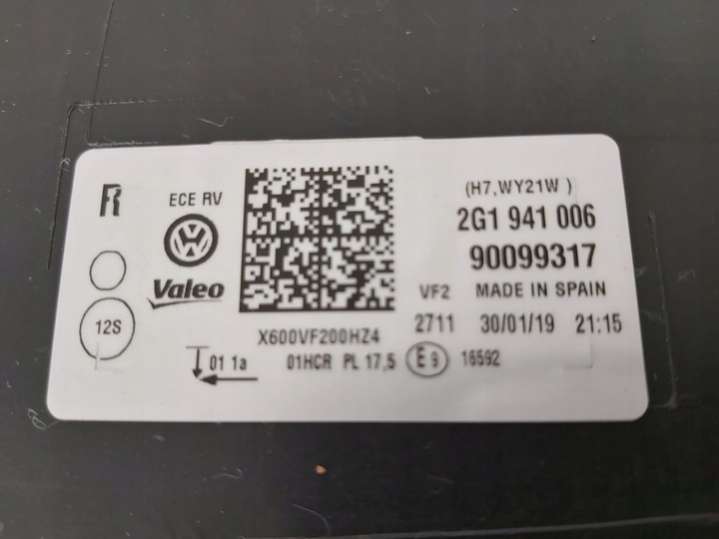 R
ECE RV
(H7,WY21W )
2G1 941 006
90099317
Valeo
VF2 MADE IN SPAIN
12S
X600VF200HZ4
2711 30/01/19 21:15
01 1a 01HCR PL 17,5 E9 16592